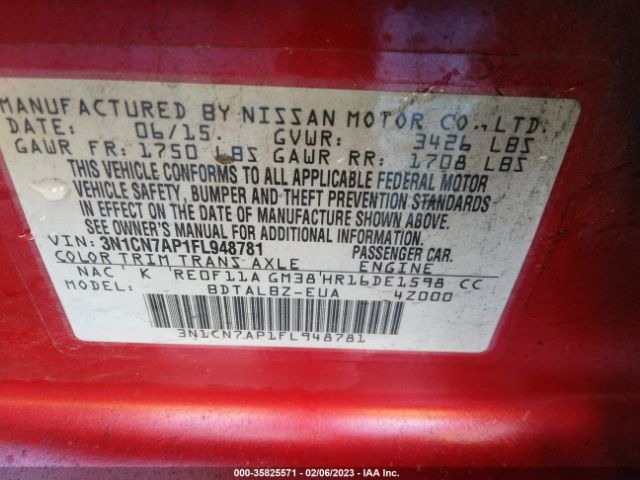 MANUFACTURED BY NISSAN MOTOR CO., LTD.
DATE: 06/15. GVWR: 3426 LBS
GAWR FR: 1750 LBS GAWR RR: 1708 LBS
THIS VEHICLE CONFORMS TO ALL APPLICABLE FEDERAL MOTOR
VEHICLE SAFETY, BUMPER AND THEFT PREVENTION STANDARDS
IN EFFECT ON THE DATE OF MANUFACTURE SHOWN ABOVE.
SEE OWNER'S MANUAL FOR ADDITIONAL INFORMATION.
VIN: 3N1CN7AP1FL948781 PASSENGER CAR.
COLOR TRIM TRANS AXLE ENGINE
NAC K RE0F11A GM38 HR16DE1598 CC
MODEL: BDTALBZ-EUA 4Z000
3N1CN7AP1FL948781
000-35825571 - 02/06/2023 - IAA Inc.